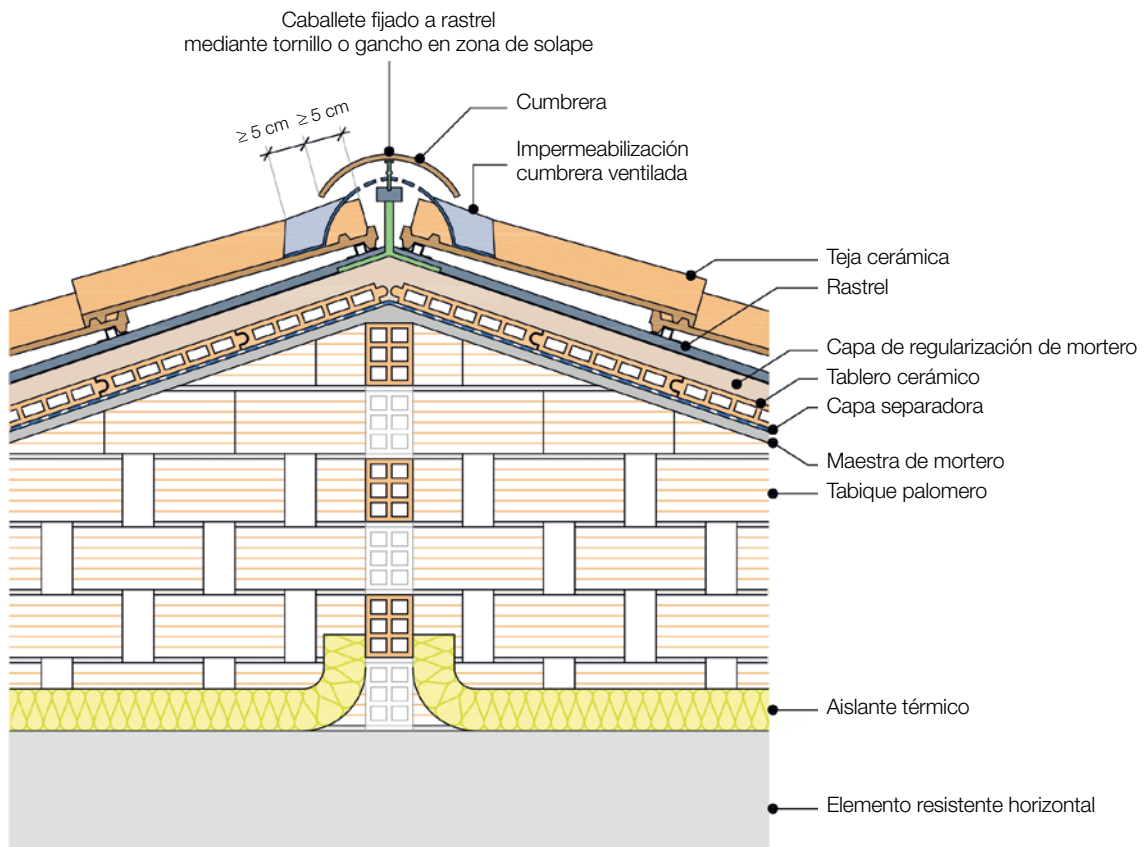 Caballete fijado a rastrel
mediante tornillo o gancho en zona de solape
Cumbrera
≥ 5 cm ≥ 5 cm
Impermeabilización
cumbrera ventilada
Teja cerámica
Rastrel
Capa de regularización de mortero
Tablero cerámico
Capa separadora
Maestra de mortero
Tabique palomero
Aislante térmico
Elemento resistente horizontal